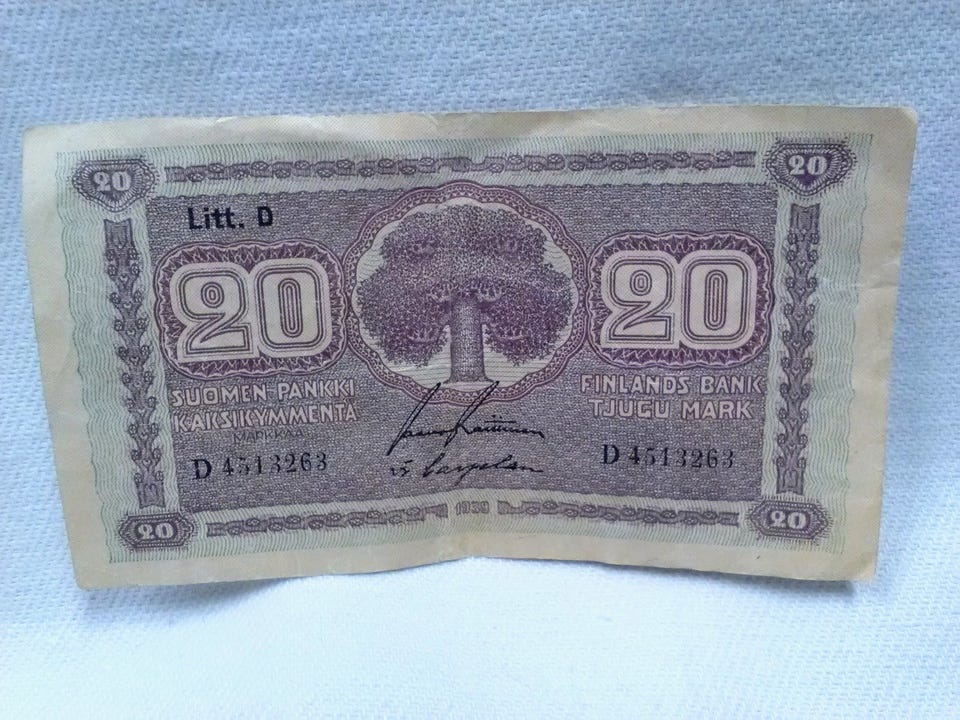 20
20
Litt. D
20
20
SUOMEN PANKKI
KAKSIKYMMENTÄ
MARKKAA
FINLANDS BANK
TJUGU MARK
D 4513263
D 4513263
20
1939
20